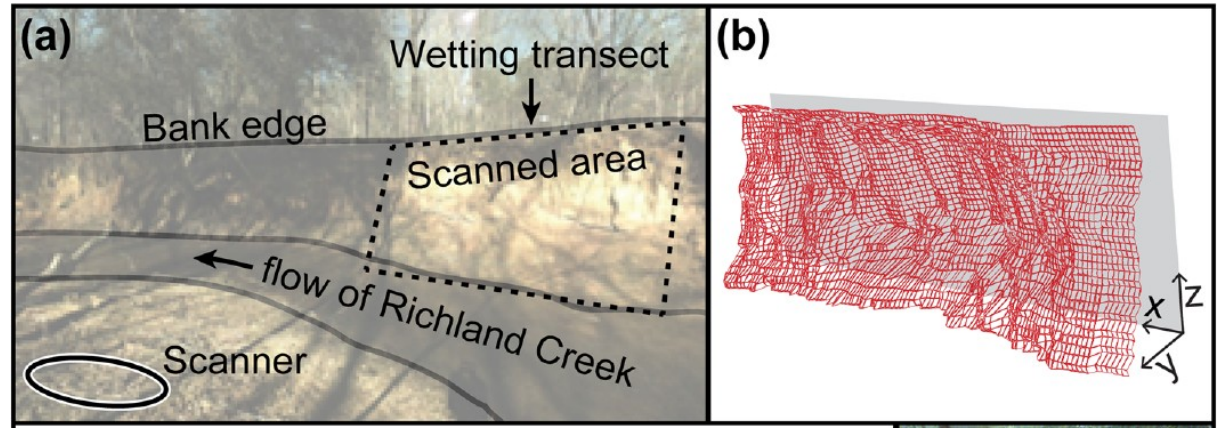 (a)
Wetting transect
Bank edge
Scanned area
flow of Richland Creek
Scanner
(b)
x
z
y